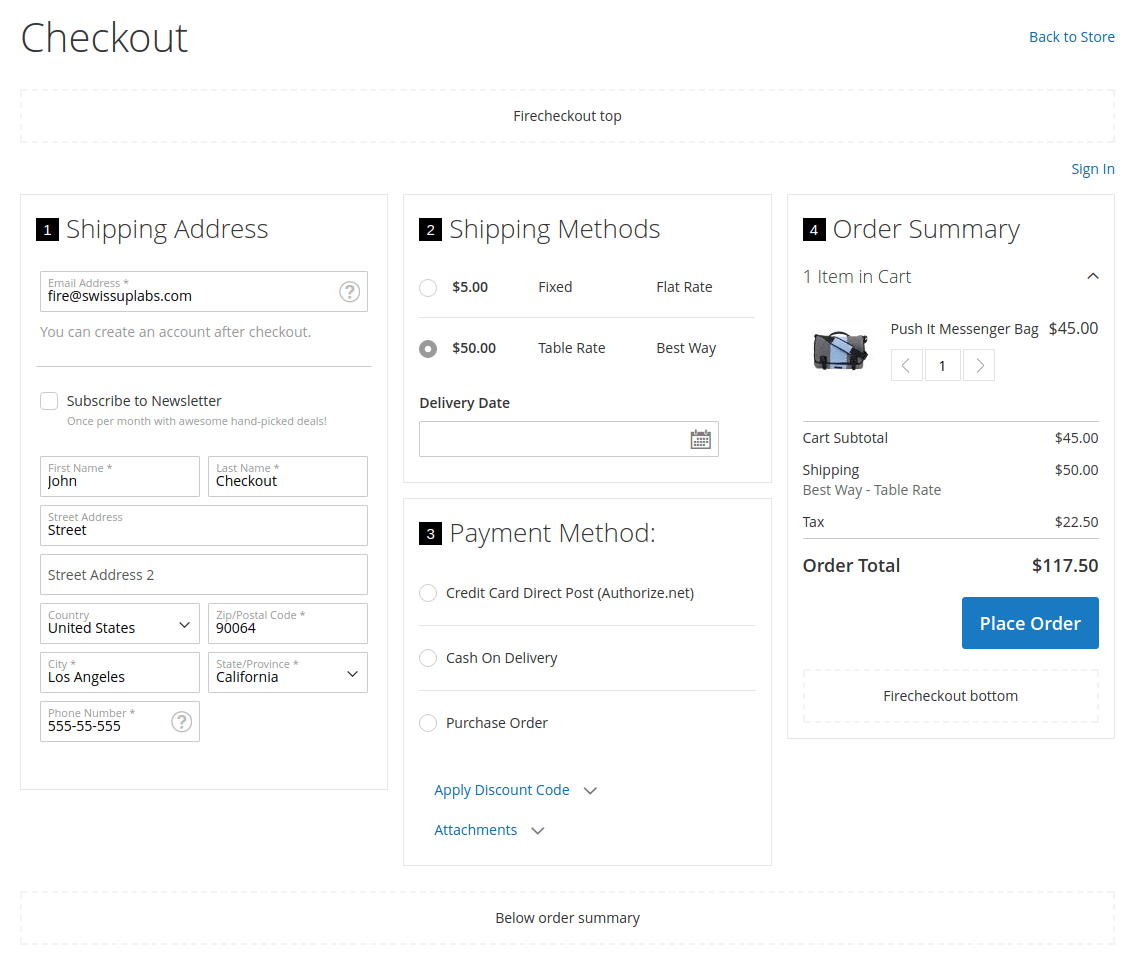 Checkout
Back to Store
Firecheckout top
Sign In
1 Shipping Address
Email Address *
fire@swissuplabs.com
?
You can create an account after checkout.
Subscribe to Newsletter
Once per month with awesome hand-picked deals!
First Name *
John
Last Name *
Checkout
Street Address
Street
Street Address 2
Country
United States
Zip/Postal Code *
90064
City *
Los Angeles
State/Province *
California
Phone Number *
555-55-555
?
2 Shipping Methods
$5.00 Fixed Flat Rate
$50.00 Table Rate Best Way
Delivery Date
3 Payment Method:
Credit Card Direct Post (Authorize.net)
Cash On Delivery
Purchase Order
Apply Discount Code
Attachments
4 Order Summary
1 Item in Cart
Push It Messenger Bag $45.00
1
Cart Subtotal $45.00
Shipping $50.00
Best Way - Table Rate
Tax $22.50
Order Total $117.50
Place Order
Firecheckout bottom
Below order summary